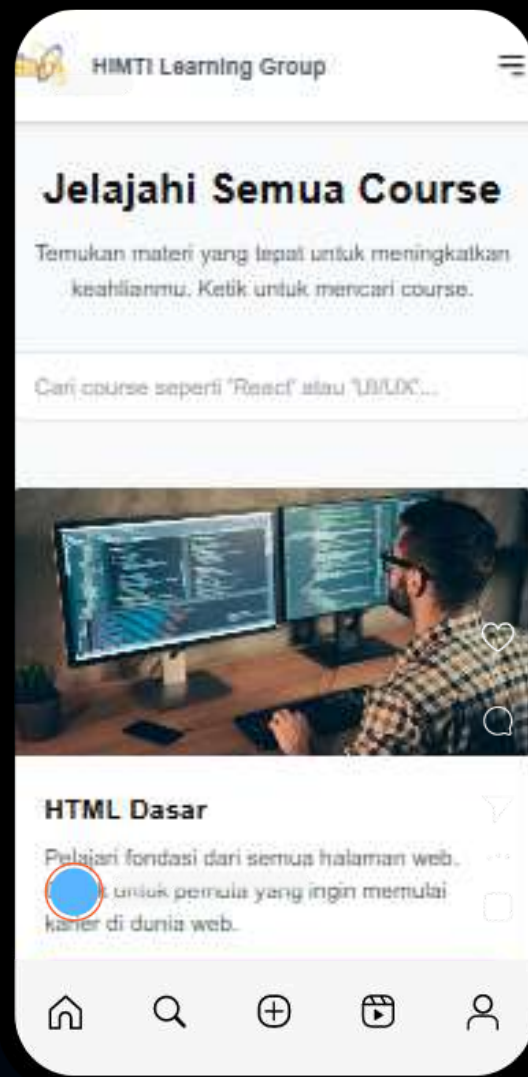 HIMTI Learning Group
Jelajahi Semua Course
Temukan materi yang tepat untuk meningkatkan
keahlianmu. Ketik untuk mencari course.
Cari course seperti "React" atau "UI/UX"...
HTML Dasar
Pelajari fondasi dari semua halaman web.
untuk pemula yang ingin memulai
karier di dunia web.